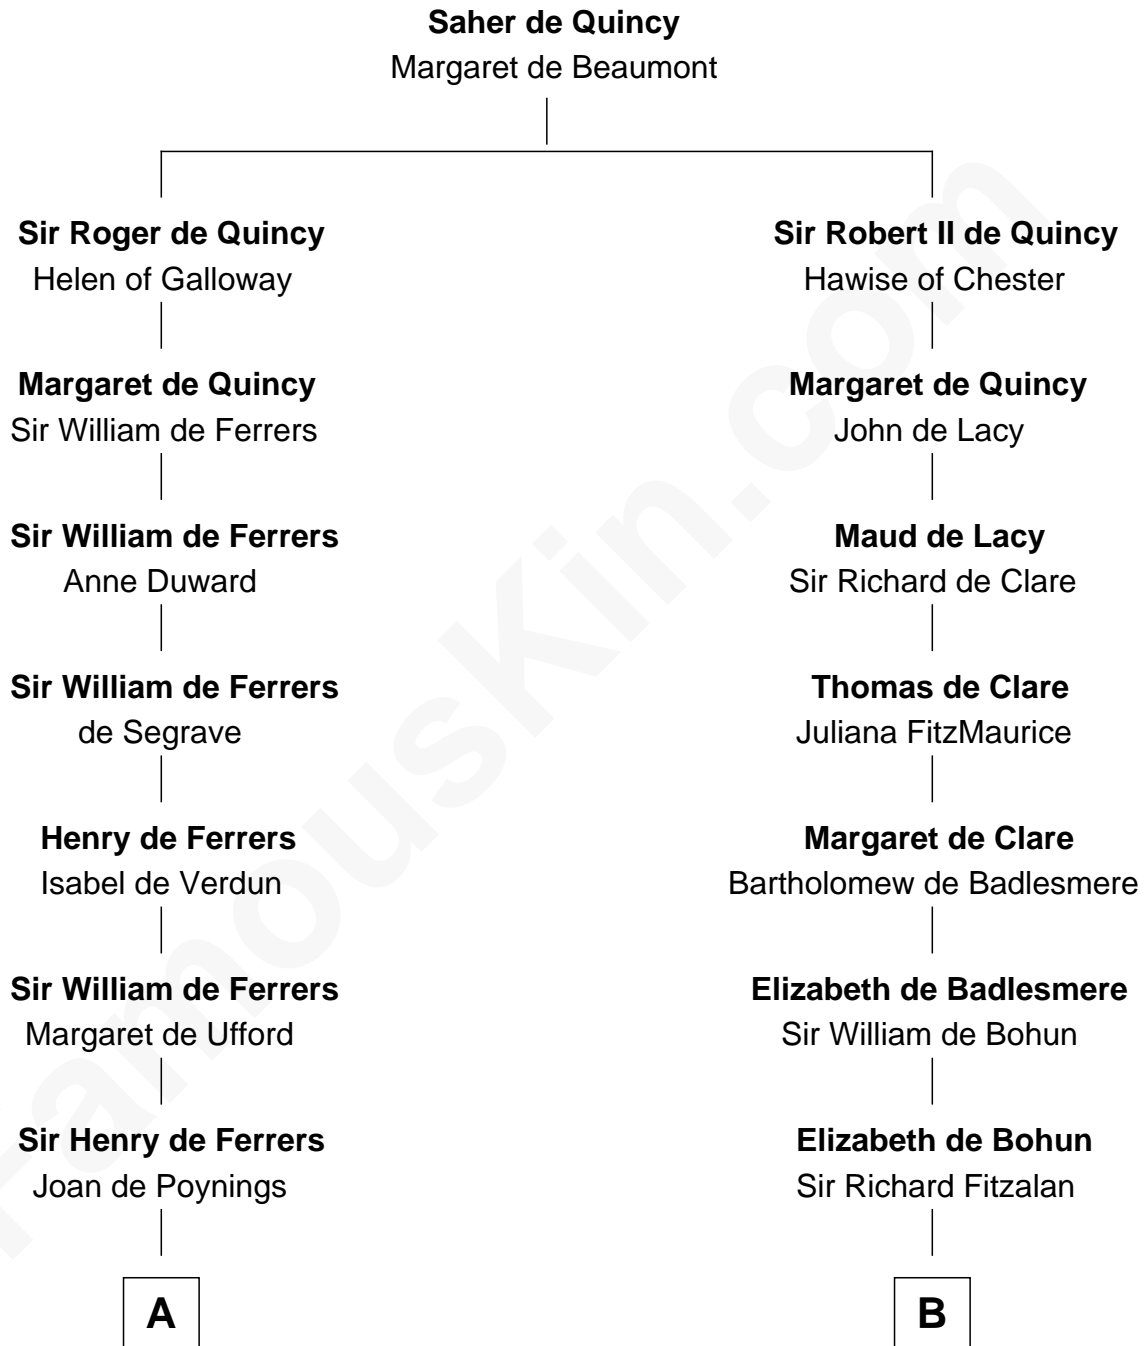 Saher de Quincy
Margaret de Beaumont
Sir Roger de Quincy
Helen of Galloway
Sir Robert II de Quincy
Hawise of Chester
Margaret de Quincy
Sir William de Ferrers
Margaret de Quincy
John de Lacy
Sir William de Ferrers
Anne Duward
Maud de Lacy
Sir Richard de Clare
Sir William de Ferrers
de Segrave
Thomas de Clare
Juliana FitzMaurice
Henry de Ferrers
Isabel de Verdun
Margaret de Clare
Bartholomew de Badlesmere
Sir William de Ferrers
Margaret de Ufford
Elizabeth de Badlesmere
Sir William de Bohun
Sir Henry de Ferrers
Joan de Poynings
Elizabeth de Bohun
Sir Richard Fitzalan
A
B
FamousKin.com